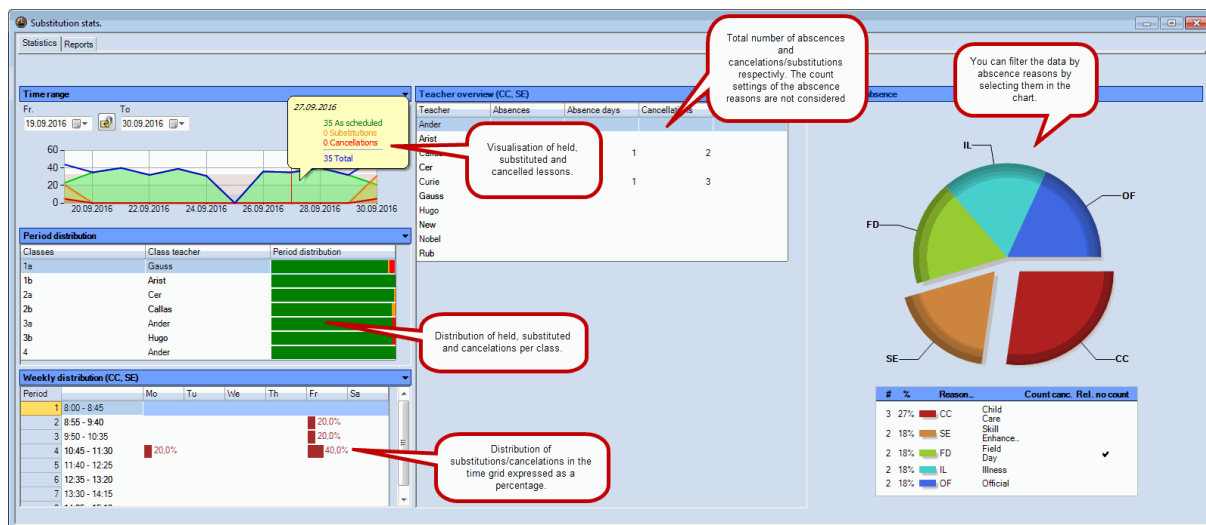 Substitution stats.
Statistics Reports
Time range
Fr. To
19.09.2016 30.09.2016
60
40
20
0
20.09.2016 22.09.2016 24.09.2016 26.09.2016 28.09.2016 30.09.2016
27.09.2016
35 As scheduled
0 Substitutions
0 Cancellations
35 Total
Period distribution
Classes Class teacher Period distribution
1a Gauss
1b Arist
2a Cer
2b Callas
3a Ander
3b Hugo
4 Ander
Weekly distribution (CC, SE)
Period Mo Tu We Th Fr Sa
1 8:00 - 8:45
2 8:55 - 9:40 20,0%
3 9:50 - 10:35 20,0%
4 10:45 - 11:30 20,0% 40,0%
5 11:40 - 12:25
6 12:35 - 13:20
7 13:30 - 14:15
Teacher overview (CC, SE)
Teacher Absences Absence days Cancellations
Ander
Arist
1 2
Cer
Curie 1 3
Gauss
Hugo
New
Nobel
Rub
Visualisation of held,
substituted and
cancelled lessons.
Total number of abscences
and
cancelations/substitutions
respectivly. The count
settings of the abscence
reasons are not considered
Distribution of held, substituted
and cancelations per class.
Distribution of
substitutions/cancelations in the
time grid expressed as a
percentage.
You can filter the data by
abscence reasons by
selecting them in the
chart.
IL
OF
FD
SE
CC
# % Reason.. Count canc. Rel. no count
3 27% CC Child
Care
2 18% SE Skill
Enhance..
2 18% FD Field
Day
2 18% IL Illness
2 18% OF Official